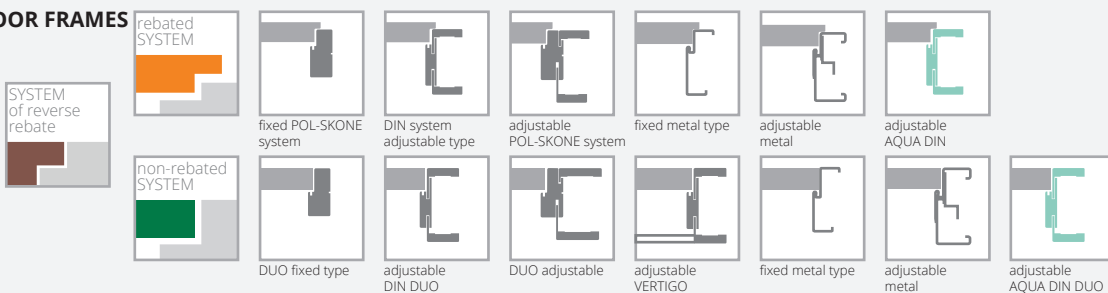 OOR FRAMES
rebated
SYSTEM
SYSTEM
of reverse
rebate
fixed POL-SKONE
system
DIN system
adjustable type
adjustable
POL-SKONE system
fixed metal type
adjustable
metal
adjustable
AQUA DIN
non-rebated
SYSTEM
DUO fixed type
adjustable
DIN DUO
DUO adjustable
adjustable
VERTIGO
fixed metal type
adjustable
metal
adjustable
AQUA DIN DUO